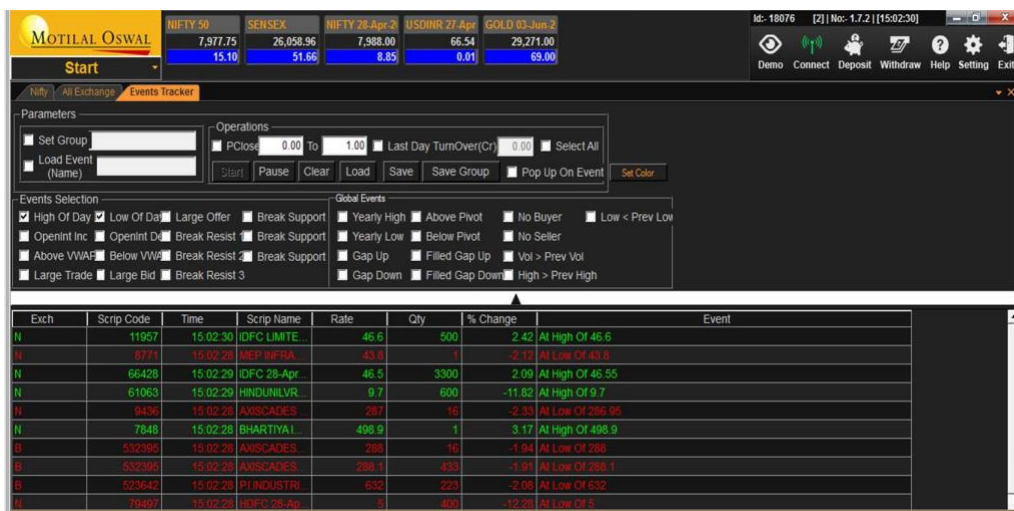 Id:- 18076 [2] | No:- 1.7.2 | [15:02:30]
MOTILAL OSWAL
Start
NIFTY 50 SENSEX NIFTY 28-Apr-2 USDINR 27-Apr GOLD 03-Jun-2
7,977.75 26,058.96 7,988.00 66.54 29,271.00
15.10 51.66 8.85 0.01 69.00
Demo Connect Deposit Withdraw Help Setting Exit
Nifty All Exchange Events Tracker
Parameters
Set Group
Load Event
(Name)
Operations
PClose 0.00 To 1.00 Last Day TurnOver(Cr) 0.00 Select All
Start Pause Clear Load Save Save Group Pop Up On Event Set Color
Events Selection
High Of Day Low Of Day Large Offer Break Support
OpenInt Inc OpenInt De Break Resist 1 Break Support
Above VWAP Below VWA Break Resist 2 Break Support
Large Trade Large Bid Break Resist 3
Global Events
Yearly High Above Pivot No Buyer Low < Prev Low
Yearly Low Below Pivot No Seller
Gap Up Filled Gap Up Vol > Prev Vol
Gap Down Filled Gap Down High > Prev High
Exch Scrip Code Time Scrip Name Rate Qty % Change Event
N 11957 15:02:30 IDFC LIMITE... 46.6 500 2.42 At High Of 46.6
N 8771 15:02:28 MEP INFRA... 43.8 1 -2.12 At Low Of 43.8
N 66428 15:02:29 IDFC 28-Apr... 46.5 3300 2.09 At High Of 46.55
N 61063 15:02:29 HINDUNILVR... 9.7 600 -11.82 At High Of 9.7
N 9436 15:02:28 AXISCADES... 287 16 -2.33 At Low Of 286.95
N 7848 15:02:28 BHARTIYA I... 498.9 1 3.17 At High Of 498.9
B 532395 15:02:28 AXISCADES... 288 16 -1.94 At Low Of 288
B 532395 15:02:28 AXISCADES... 288.1 433 -1.91 At Low Of 288.1
B 523642 15:02:28 P.I.INDUSTRI... 632 223 -2.08 At Low Of 632
N 79497 15:02:28 HDFC 28-Ap... 5 400 -12.28 At Low Of 5